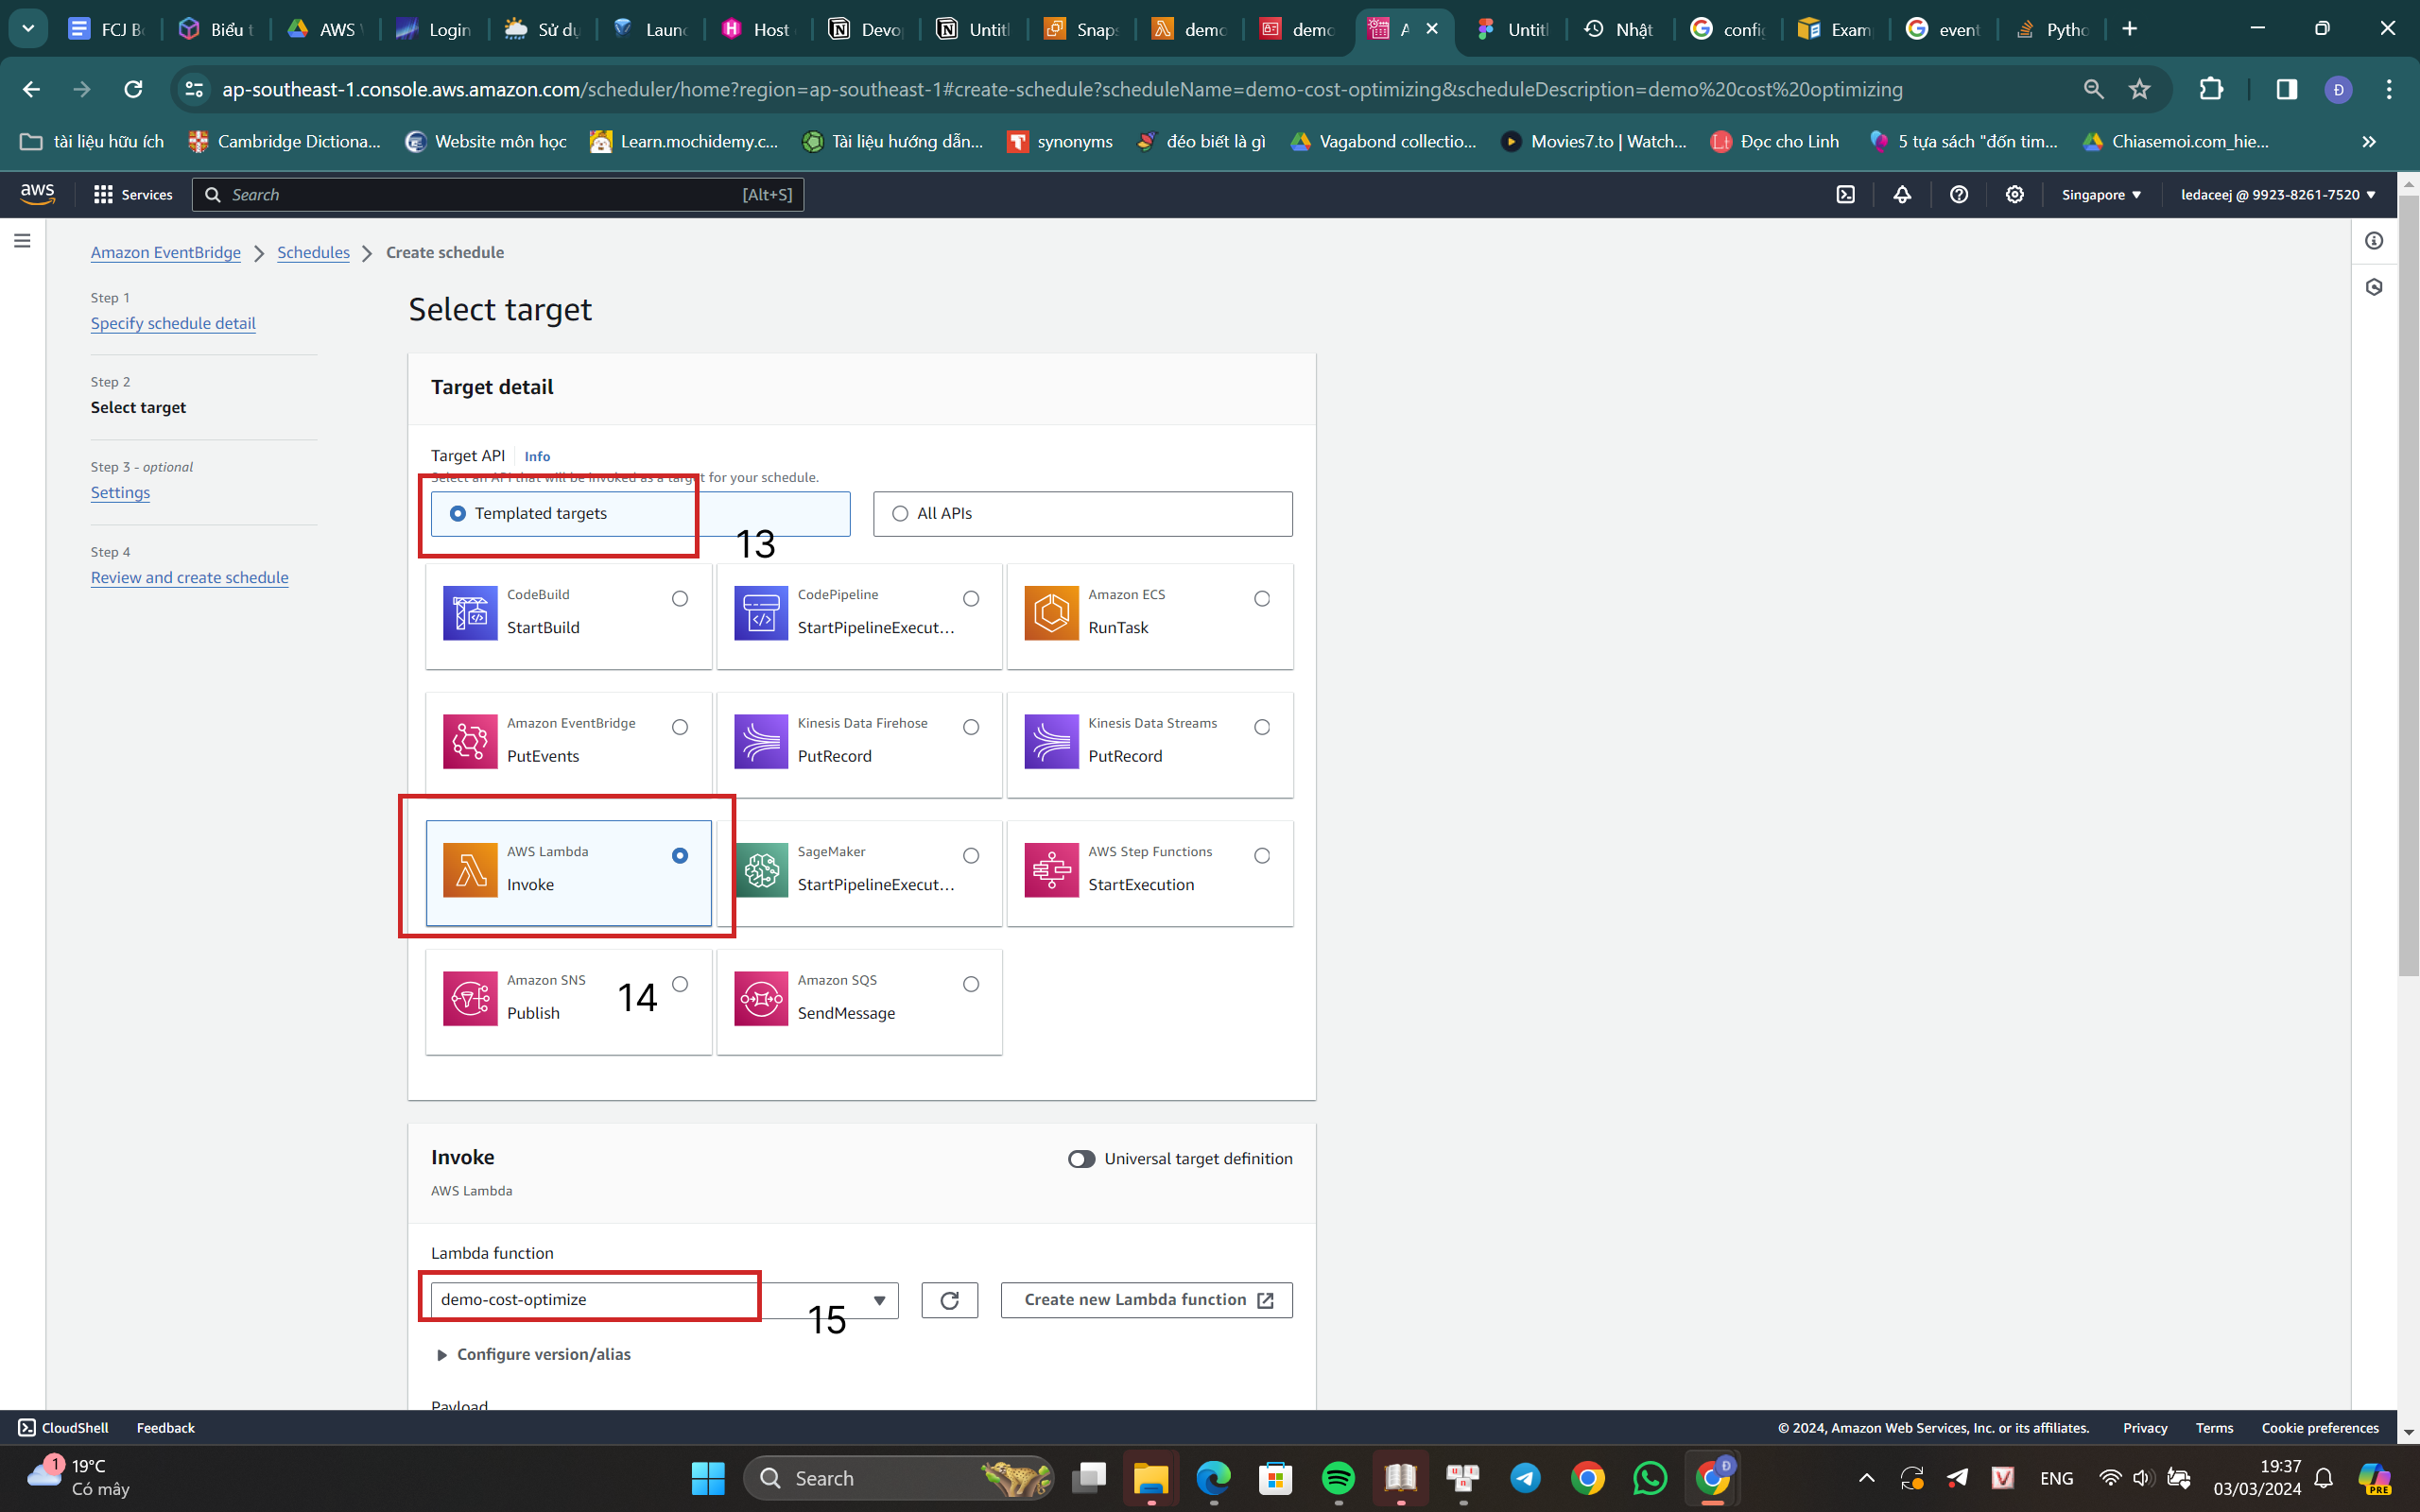 FCJ B
Biểu t
AWS
Login
Sử dụ
Laun
Host
Devo
Untit
Snap
demo
demo
A
Untit
Nhật
confi
Exam
event
Pytho
ap-southeast-1.console.aws.amazon.com/scheduler/home?region=ap-southeast-1#create-schedule?scheduleName=demo-cost-optimizing&scheduleDescription=demo%20cost%20optimizing
Đ
tài liệu hữu ích
Cambridge Dictiona...
Website môn học
Learn.mochidemy.c...
Tài liệu hướng dẫn...
synonyms
đéo biết là gì
Vagabond collectio...
Movies7.to | Watch...
Đọc cho Linh
5 tựa sách "đốn tim...
Chiasemoi.com_hie...
aws
Services
Search
[Alt+S]
Singapore
ledaceej @ 9923-8261-7520
Amazon EventBridge
Schedules
Create schedule
Step 1
Specify schedule detail
Step 2
Select target
Step 3 - optional
Settings
Step 4
Review and create schedule
Select target
Target detail
Target API
Info
Select an API that will be invoked as a target for your schedule.
Templated targets
All APIs
13
CodeBuild
StartBuild
CodePipeline
StartPipelineExecut...
Amazon ECS
RunTask
Amazon EventBridge
PutEvents
Kinesis Data Firehose
PutRecord
Kinesis Data Streams
PutRecord
AWS Lambda
Invoke
SageMaker
StartPipelineExecut...
AWS Step Functions
StartExecution
Amazon SNS
Publish
14
Amazon SQS
SendMessage
Invoke
Universal target definition
AWS Lambda
Lambda function
demo-cost-optimize
15
Create new Lambda function
Configure version/alias
Payload
CloudShell
Feedback
© 2024, Amazon Web Services, Inc. or its affiliates.
Privacy
Terms
Cookie preferences
1
19°C
Có mây
Search
Đ
ENG
19:37
03/03/2024
PRE